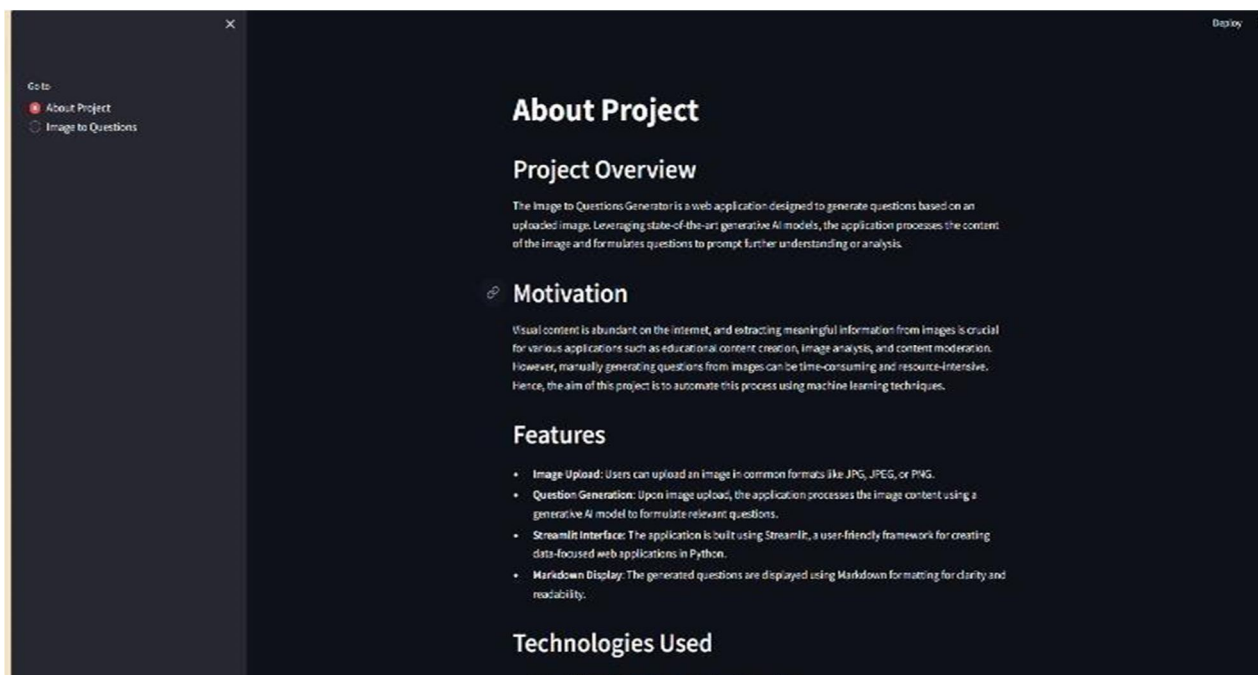 Deploy
Go to
About Project
Image to Questions
About Project
Project Overview
The Image to Questions Generator is a web application designed to generate questions based on an
uploaded image. Leveraging state-of-the-art generative AI models, the application processes the content
of the image and formulates questions to prompt further understanding or analysis.
Motivation
Visual content is abundant on the internet, and extracting meaningful information from images is crucial
for various applications such as educational content creation, image analysis, and content moderation.
However, manually generating questions from images can be time-consuming and resource-intensive.
Hence, the aim of this project is to automate this process using machine learning techniques.
Features
• Image Upload: Users can upload an image in common formats like JPG, JPEG, or PNG.
• Question Generation: Upon image upload, the application processes the image content using a
generative AI model to formulate relevant questions.
• Streamlit Interface: The application is built using Streamlit, a user-friendly framework for creating
data-focused web applications in Python.
• Markdown Display: The generated questions are displayed using Markdown formatting for clarity and
readability.
Technologies Used